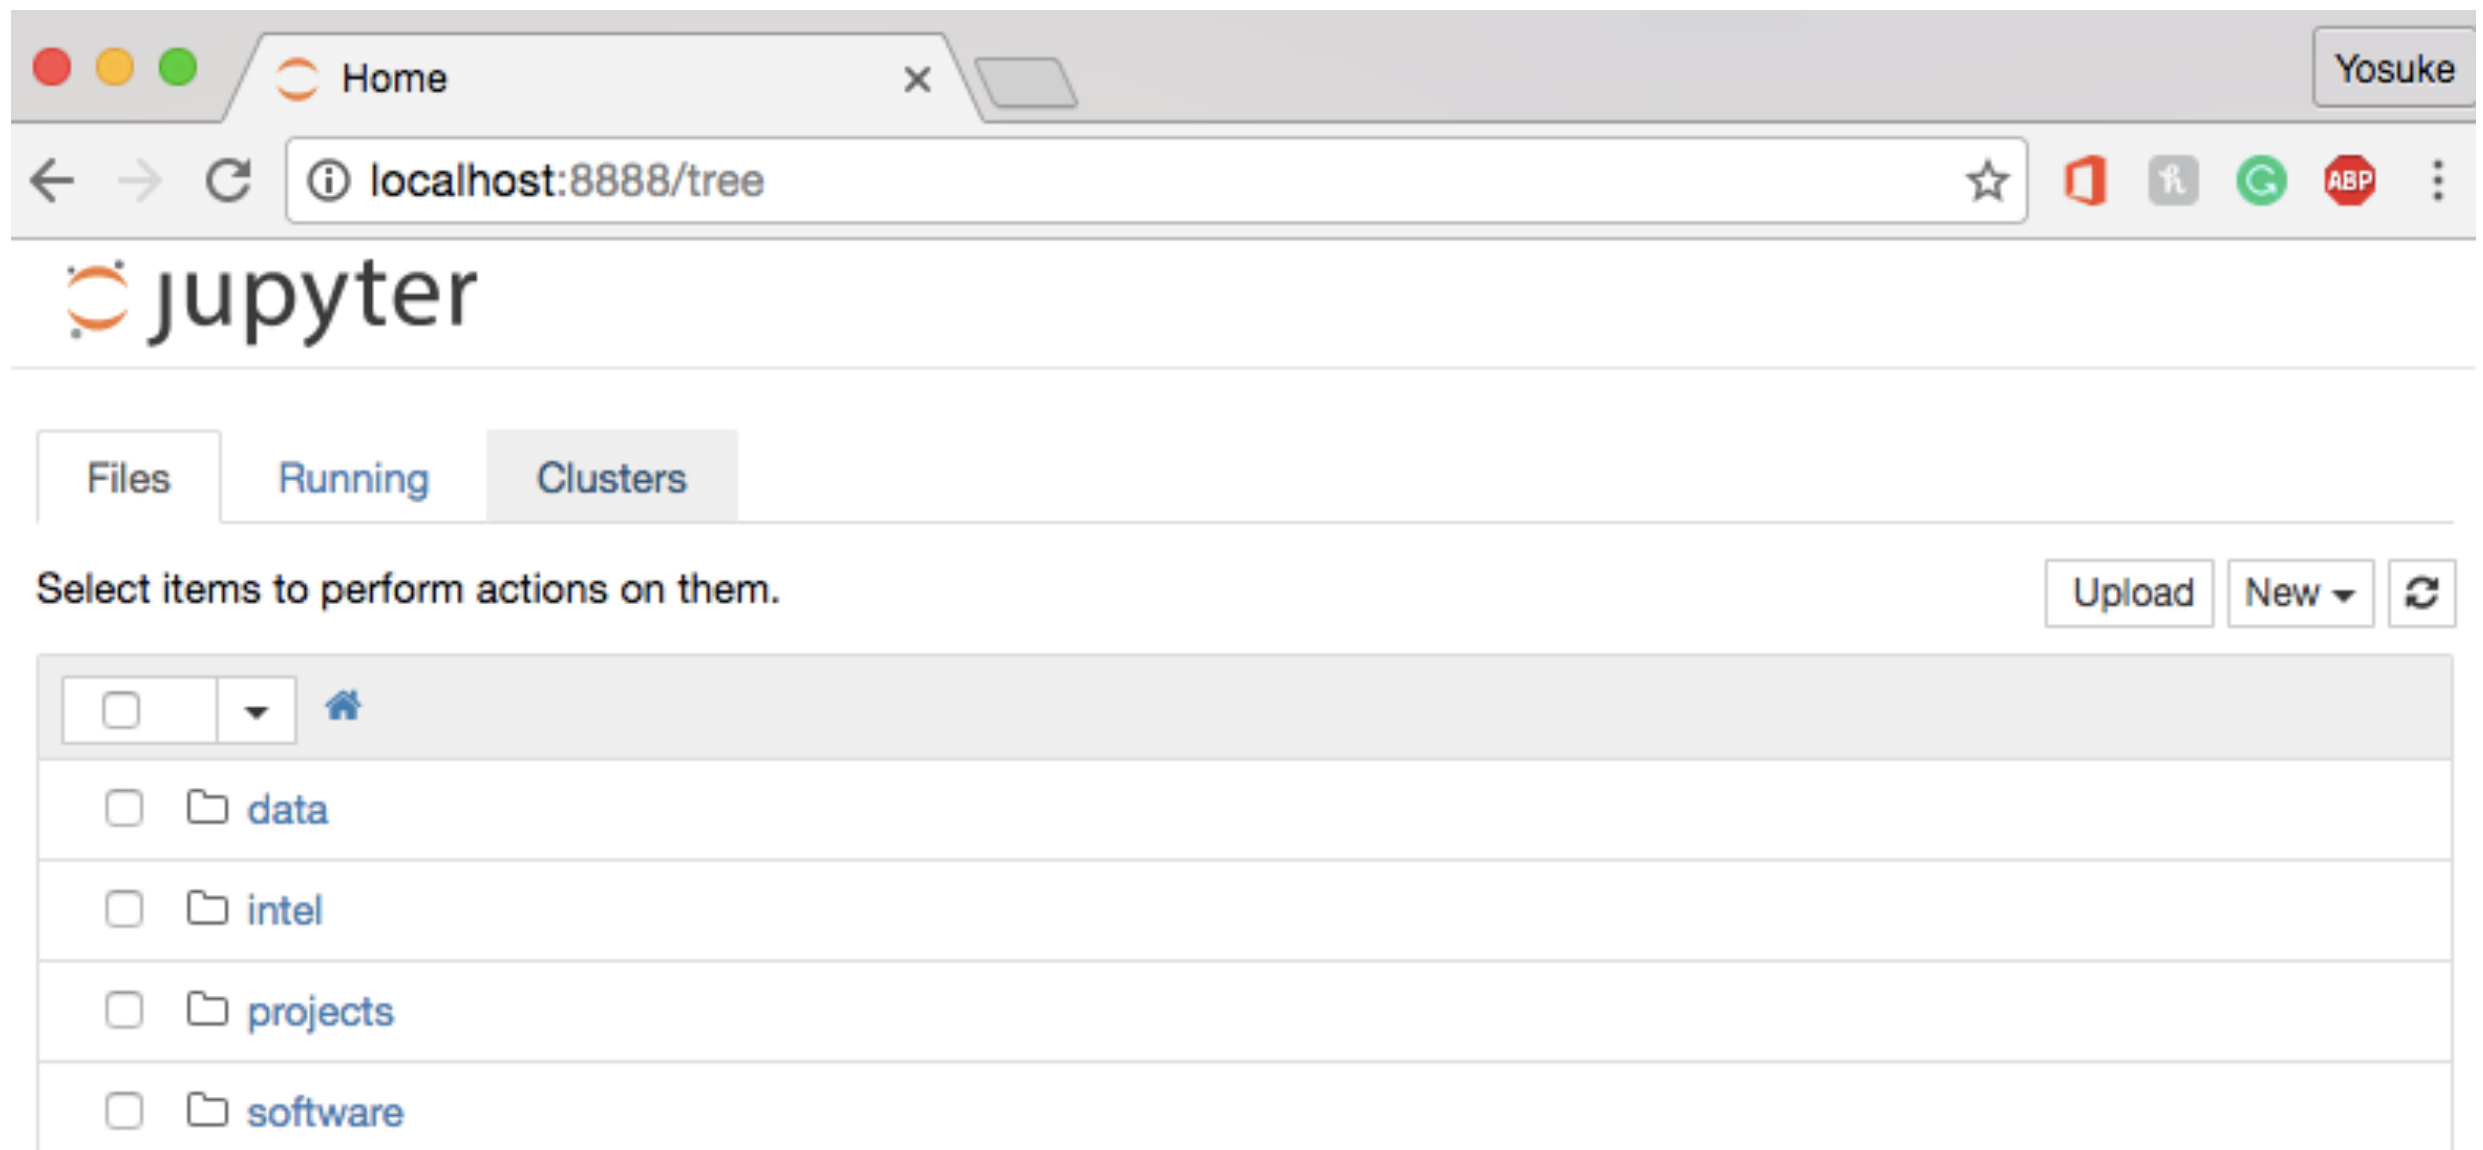 Home
Yosuke
localhost:8888/tree
ABP
jupyter
Files Running Clusters
Select items to perform actions on them.
Upload New
data
intel
projects
software